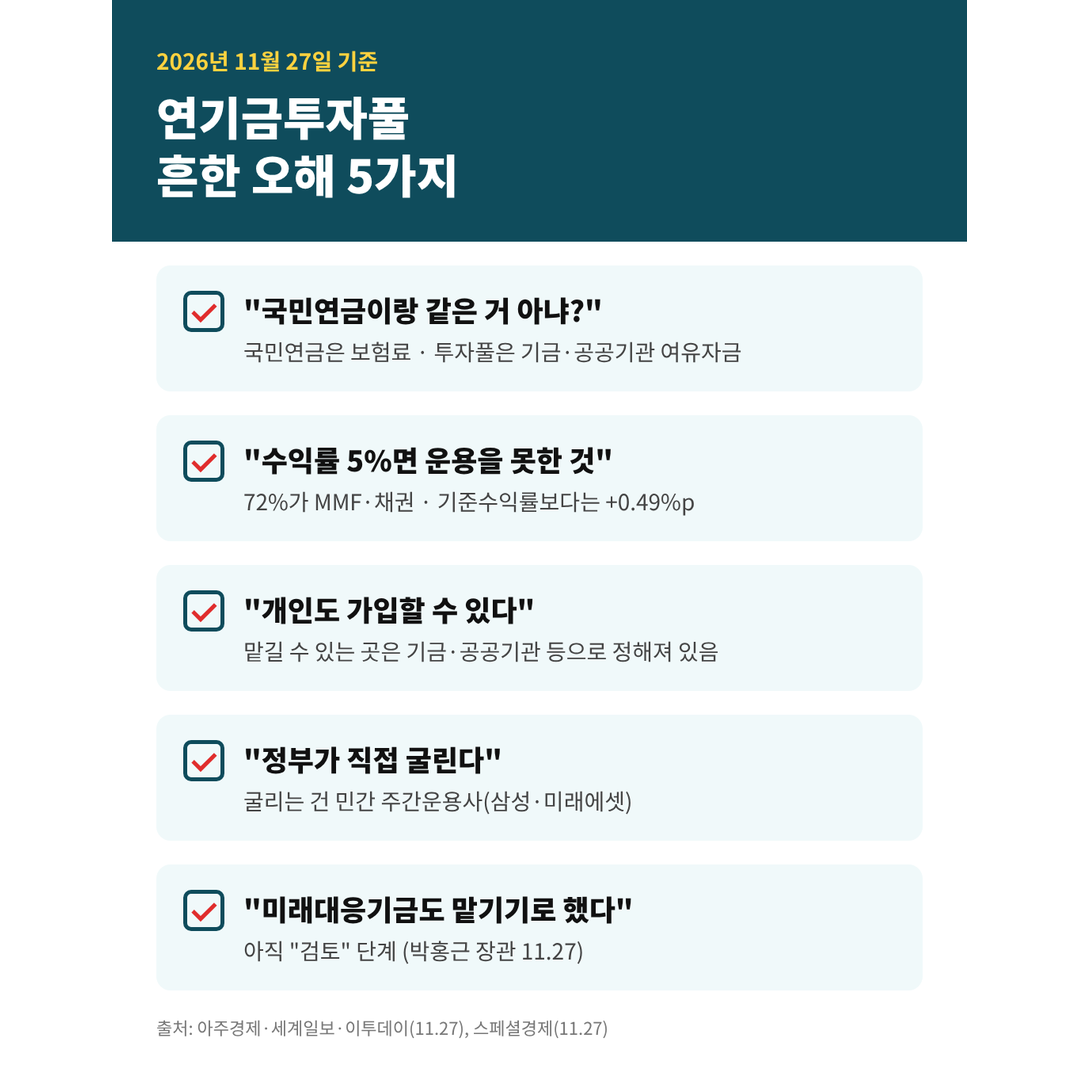 2026년 11월 27일 기준
연기금투자풀
흔한 오해 5가지
"국민연금이랑 같은 거 아냐?"
국민연금은 보험료 · 투자풀은 기금·공공기관 여유자금
"수익률 5%면 운용을 못한 것"
72%가 MMF·채권 · 기준수익률보다는 +0.49%p
"개인도 가입할 수 있다"
맡길 수 있는 곳은 기금·공공기관 등으로 정해져 있음
"정부가 직접 굴린다"
굴리는 건 민간 주간운용사(삼성·미래에셋)
"미래대응기금도 맡기기로 했다"
아직 "검토" 단계 (박홍근 장관 11.27)
출처: 아주경제·세계일보·이투데이(11.27), 스페셜경제(11.27)